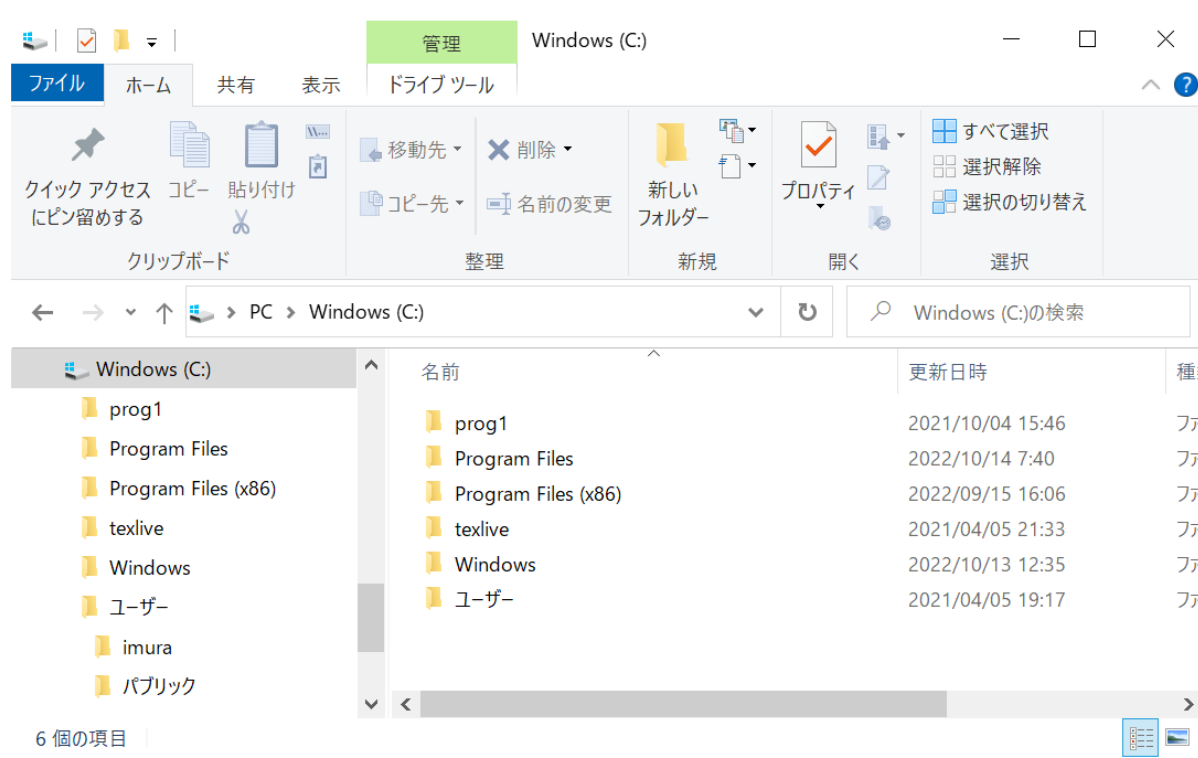 管理
Windows (C:)
ファイル
ホーム
共有
表示
ドライブ ツール
?
クイック アクセス
にピン留めする
コピー
貼り付け
クリップボード
移動先
コピー先
削除
名前の変更
整理
新しい
フォルダー
新規
プロパティ
開く
すべて選択
選択解除
選択の切り替え
選択
PC > Windows (C:)
Windows (C:)の検索
Windows (C:)
prog1
Program Files
Program Files (x86)
texlive
Windows
ユーザー
imura
パブリック
名前 更新日時
prog1 2021/10/04 15:46
Program Files 2022/10/14 7:40
Program Files (x86) 2022/09/15 16:06
texlive 2021/04/05 21:33
Windows 2022/10/13 12:35
ユーザー 2021/04/05 19:17
6 個の項目